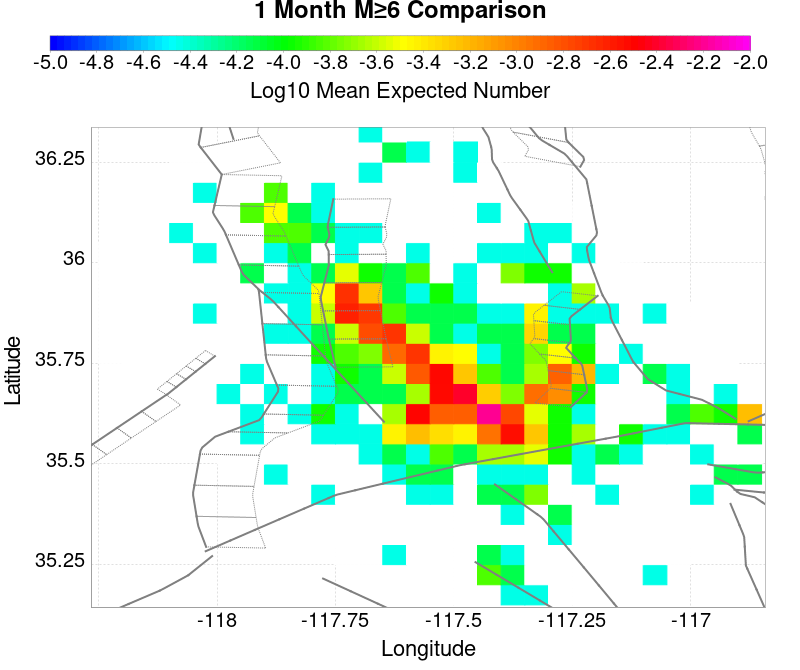 1 Month M≥6 Comparison
-5.0 -4.8 -4.6 -4.4 -4.2 -4.0 -3.8 -3.6 -3.4 -3.2 -3.0 -2.8 -2.6 -2.4 -2.2 -2.0
Log10 Mean Expected Number
36.25
36
35.75
35.5
35.25
Latitude
-118 -117.75 -117.5 -117.25 -117
Longitude